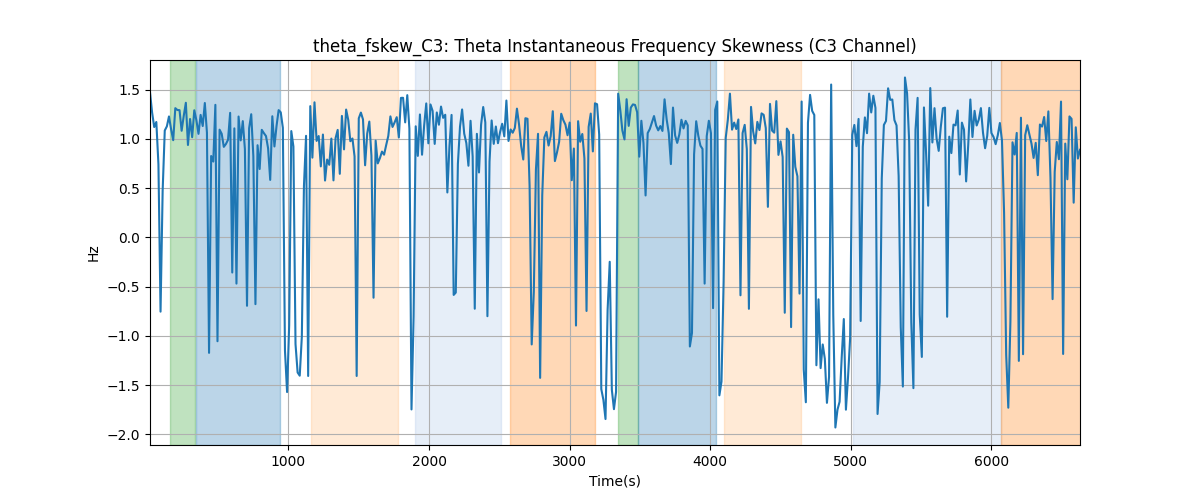 theta_fskew_C3: Theta Instantaneous Frequency Skewness (C3 Channel)
1.5
1.0
0.5
0.0
−0.5
−1.0
−1.5
−2.0
Hz
1000 2000 3000 4000 5000 6000
Time(s)